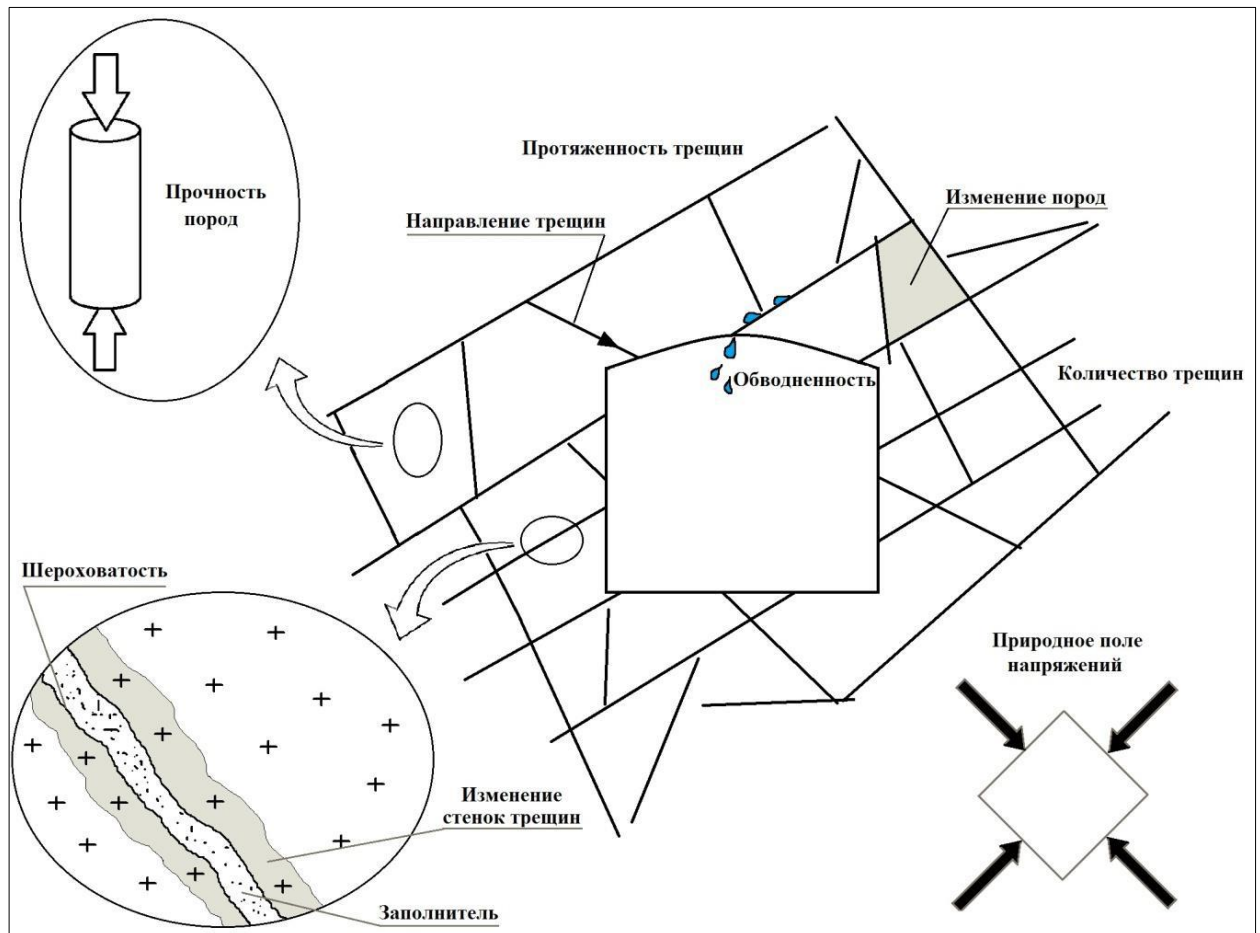 Прочность
пород
Протяженность трещин
Направление трещин
Изменение пород
Обводненность
Количество трещин
Шероховатость
Природное поле
напряжений
Изменение
стенок трещин
Заполнитель